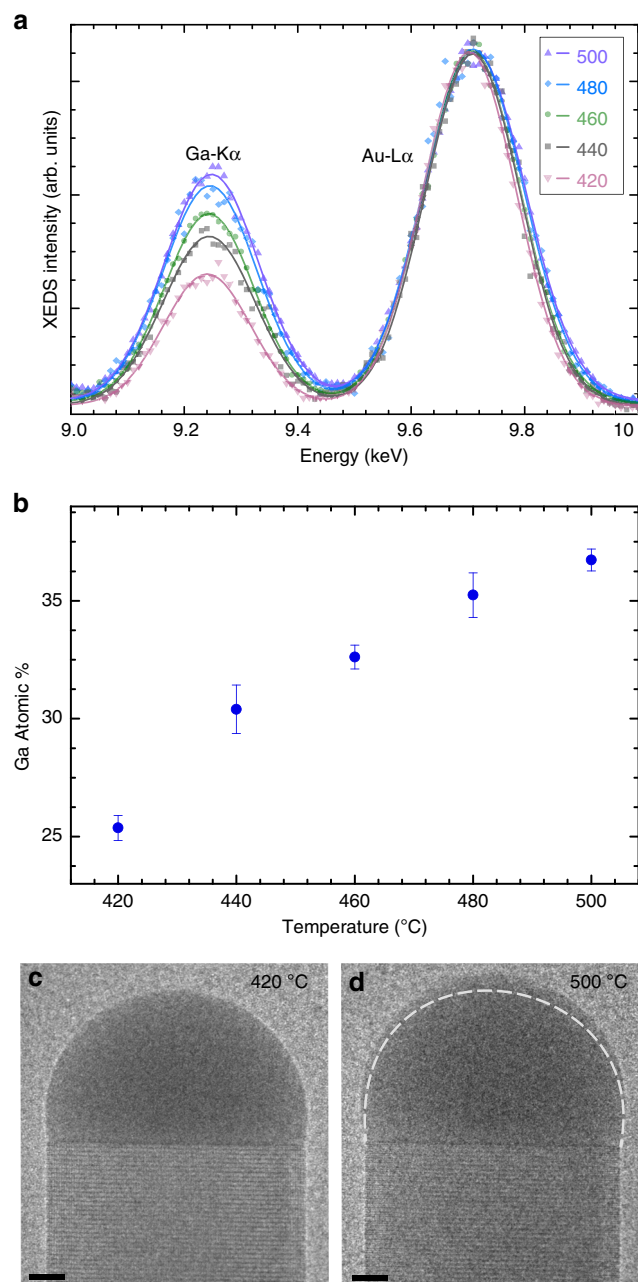 a
XEDS intensity (arb. units)
Ga-Kα
Au-Lα
500
480
460
440
420
9.0 9.2 9.4 9.6 9.8 10
Energy (keV)
b
Ga Atomic %
35
30
25
420 440 460 480 500
Temperature (°C)
c 420 °C
d 500 °C